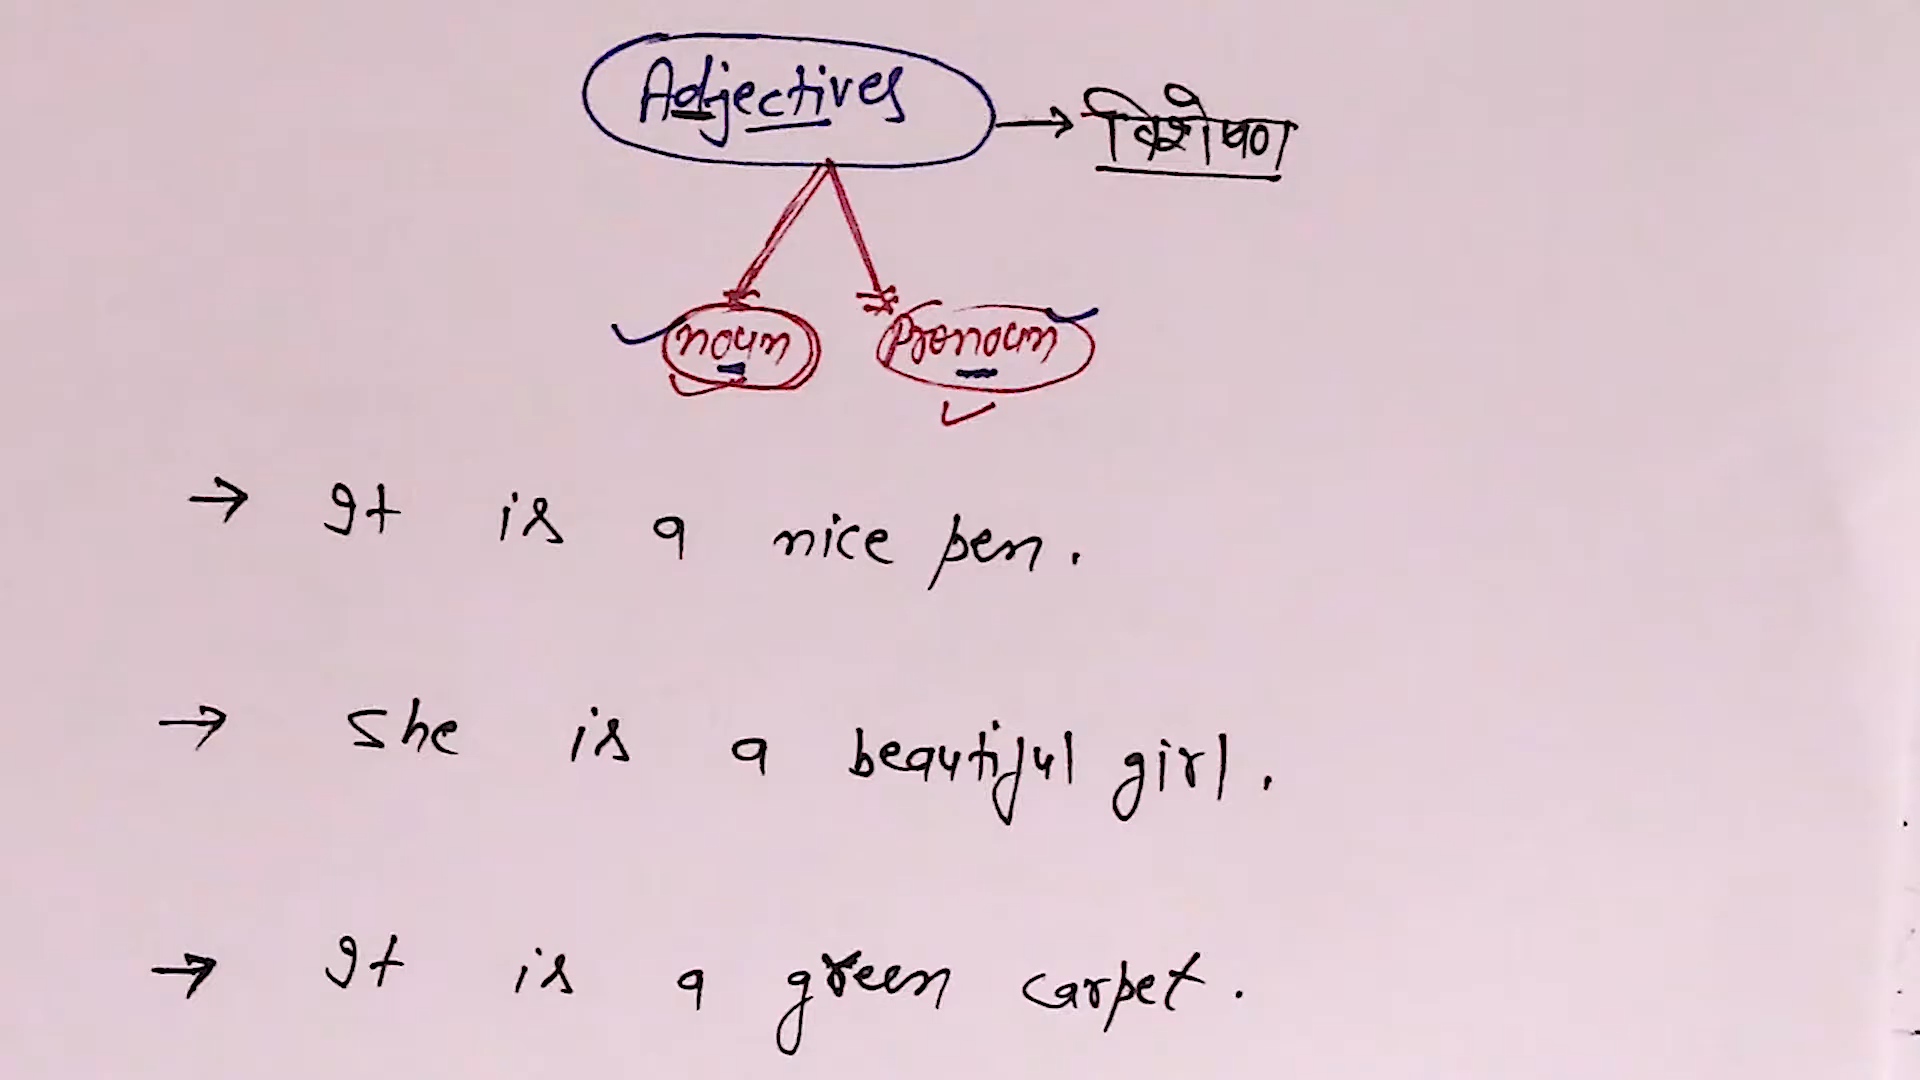 Adjectives → विशेषण
noun Pronoun
→ It is a nice pen.
→ She is a beautiful girl.
→ It is a green carpet.